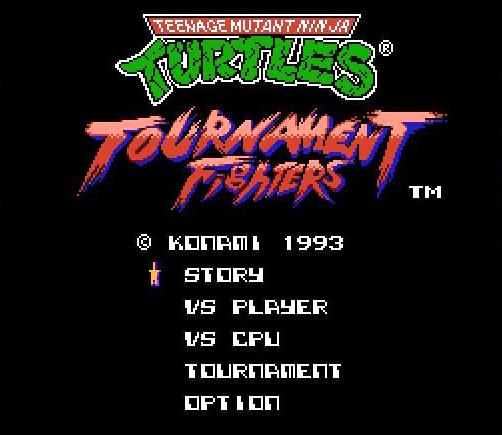 TEENAGE MUTANT NINJA
TURTLES®
TOURNAMENT
FIGHTERS
TM
© KONAMI 1993
STORY
VS PLAYER
VS CPU
TOURNAMENT
OPTION